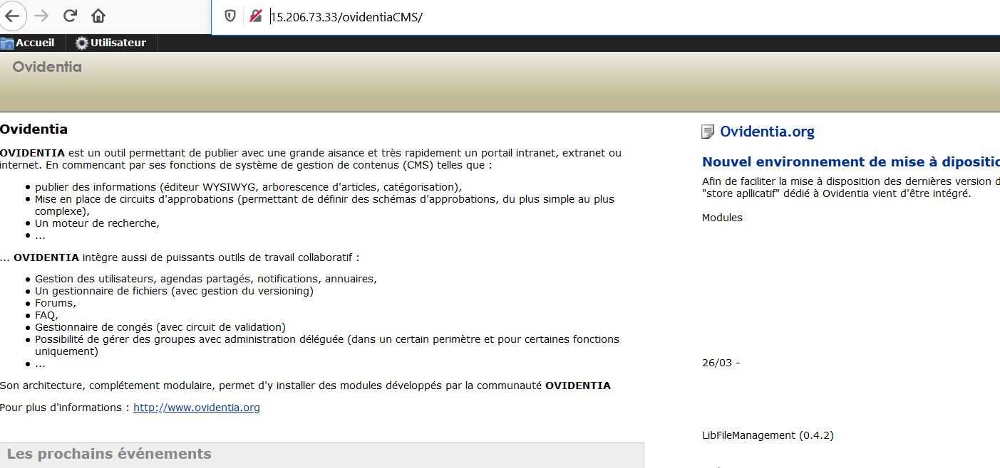 15.206.73.33/ovidentiaCMS/
Accueil
Utilisateur
Ovidentia
Ovidentia
OVIDENTIA est un outil permettant de publier avec une grande aisance et très rapidement un portail intranet, extranet ou
internet. En commencant par ses fonctions de système de gestion de contenus (CMS) telles que :
publier des informations (éditeur WYSIWYG, arborescence d'articles, catégorisation),
Mise en place de circuits d'approbations (permettant de définir des schémas d'approbations, du plus simple au plus
complexe),
Un moteur de recherche,
...
... OVIDENTIA intègre aussi de puissants outils de travail collaboratif :
Gestion des utilisateurs, agendas partagés, notifications, annuaires,
Un gestionnaire de fichiers (avec gestion du versioning)
Forums,
FAQ,
Gestionnaire de congés (avec circuit de validation)
Possibilité de gérer des groupes avec administration déléguée (dans un certain perimètre et pour certaines fonctions
uniquement)
...
Son architecture, complétement modulaire, permet d'y installer des modules développés par la communauté OVIDENTIA
Pour plus d'informations : http://www.ovidentia.org
Les prochains événements
Ovidentia.org
Nouvel environnement de mise à dipositio
Afin de faciliter la mise à disposition des dernières version d
"store apllicatif" dédié à Ovidentia vient d'être intégré.
Modules
26/03 -
LibFileManagement (0.4.2)